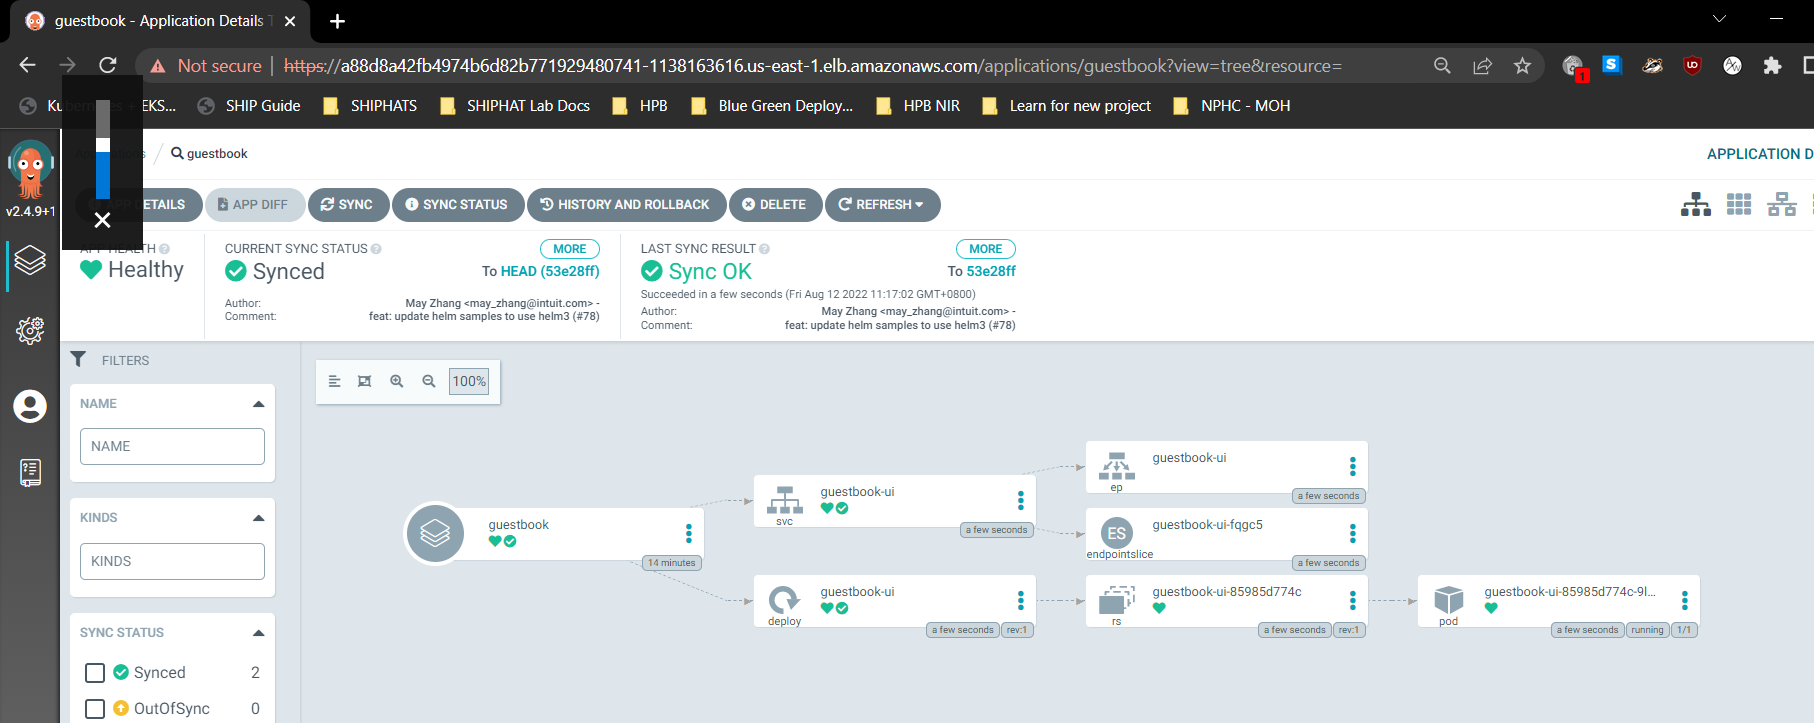 guestbook - Application Details T
Not secure https://a88d8a42fb4974b6d82b771929480741-1138163616.us-east-1.elb.amazonaws.com/applications/guestbook?view=tree&resource=
1
EKS... SHIP Guide SHIPHATS SHIPHAT Lab Docs HPB Blue Green Deploy... HPB NIR Learn for new project NPHC - MOH
guestbook
APPLICATION D
v2.4.9+1
DETAILS APP DIFF SYNC SYNC STATUS HISTORY AND ROLLBACK DELETE REFRESH
APP HEALTH
Healthy
CURRENT SYNC STATUS MORE
Synced To HEAD (53e28ff)
Author: May Zhang <may_zhang@intuit.com> -
Comment: feat: update helm samples to use helm3 (#78)
LAST SYNC RESULT MORE
Sync OK To 53e28ff
Succeeded in a few seconds (Fri Aug 12 2022 11:17:02 GMT+0800)
Author: May Zhang <may_zhang@intuit.com> -
Comment: feat: update helm samples to use helm3 (#78)
FILTERS
NAME
NAME
KINDS
KINDS
SYNC STATUS
Synced 2
OutOfSync 0
100%
guestbook
14 minutes
guestbook-ui
svc
a few seconds
guestbook-ui
deploy
a few seconds rev:1
guestbook-ui
ep
a few seconds
ES
guestbook-ui-fqgc5
endpointslice
a few seconds
guestbook-ui-85985d774c
rs
a few seconds rev:1
guestbook-ui-85985d774c-9l...
pod
a few seconds running 1/1